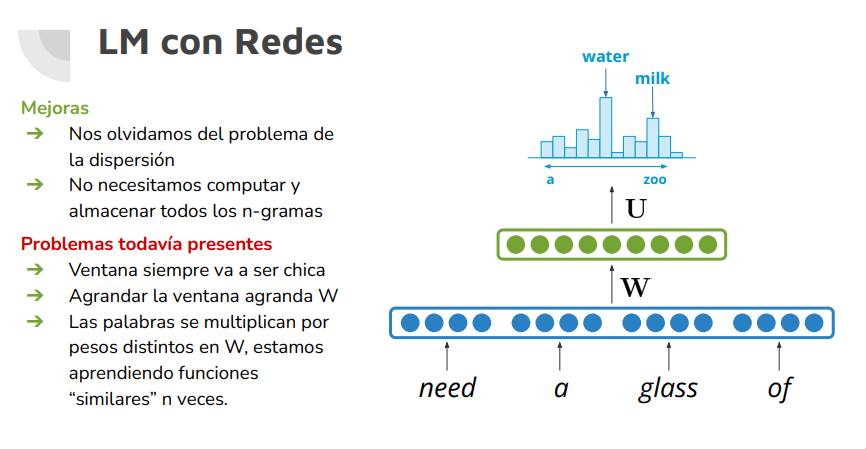 LM con Redes
Mejoras
➔ Nos olvidamos del problema de
la dispersión
➔ No necesitamos computar y
almacenar todos los n-gramas
Problemas todavía presentes
➔ Ventana siempre va a ser chica
➔ Agrandar la ventana agranda W
➔ Las palabras se multiplican por
pesos distintos en W, estamos
aprendiendo funciones
“similares” n veces.
water
milk
a zoo
U
W
need a glass of